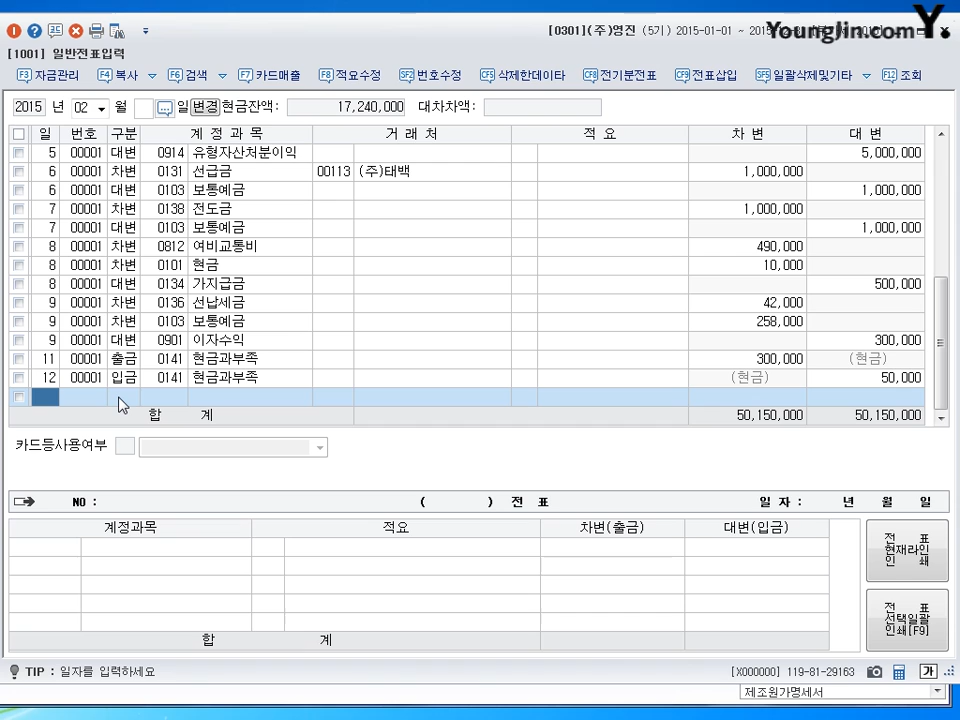 [0301](주)영진 (5기) 2015-01-01 ~ 2015-12-31
Younglin.com Y.
[1001] 일반전표입력
F3 자금관리 F4 복사 F6 검색 F7 카드매출 F8 적요수정 SF2 번호수정 CF5 삭제한데이타 CF8 전기분전표 CF9 전표삽입 SF5 일괄삭제및기타 F12 조회
2015 년 02 월 일 변경 현금잔액: 17,240,000 대차차액:
일 번호 구분 계 정 과 목 거 래 처 적 요 차 변 대 변
5 00001 대변 0914 유형자산처분이익 5,000,000
6 00001 차변 0131 선급금 00113 (주)태백 1,000,000
6 00001 대변 0103 보통예금 1,000,000
7 00001 차변 0138 전도금 1,000,000
7 00001 대변 0103 보통예금 1,000,000
8 00001 차변 0812 여비교통비 490,000
8 00001 차변 0101 현금 10,000
8 00001 대변 0134 가지급금 500,000
9 00001 차변 0136 선납세금 42,000
9 00001 차변 0103 보통예금 258,000
9 00001 대변 0901 이자수익 300,000
11 00001 출금 0141 현금과부족 300,000 (현금)
12 00001 입금 0141 현금과부족 (현금) 50,000
합 계 50,150,000 50,150,000
카드등사용여부
NO : ( ) 전 표 일 자 : 년 월 일
계정과목 적요 차변(출금) 대변(입금)
전 표
현재라인
인 쇄
전 표
선택일괄
인쇄[F9]
합 계
TIP : 일자를 입력하세요 [X000000] 119-81-29163 가
제조원가명세서